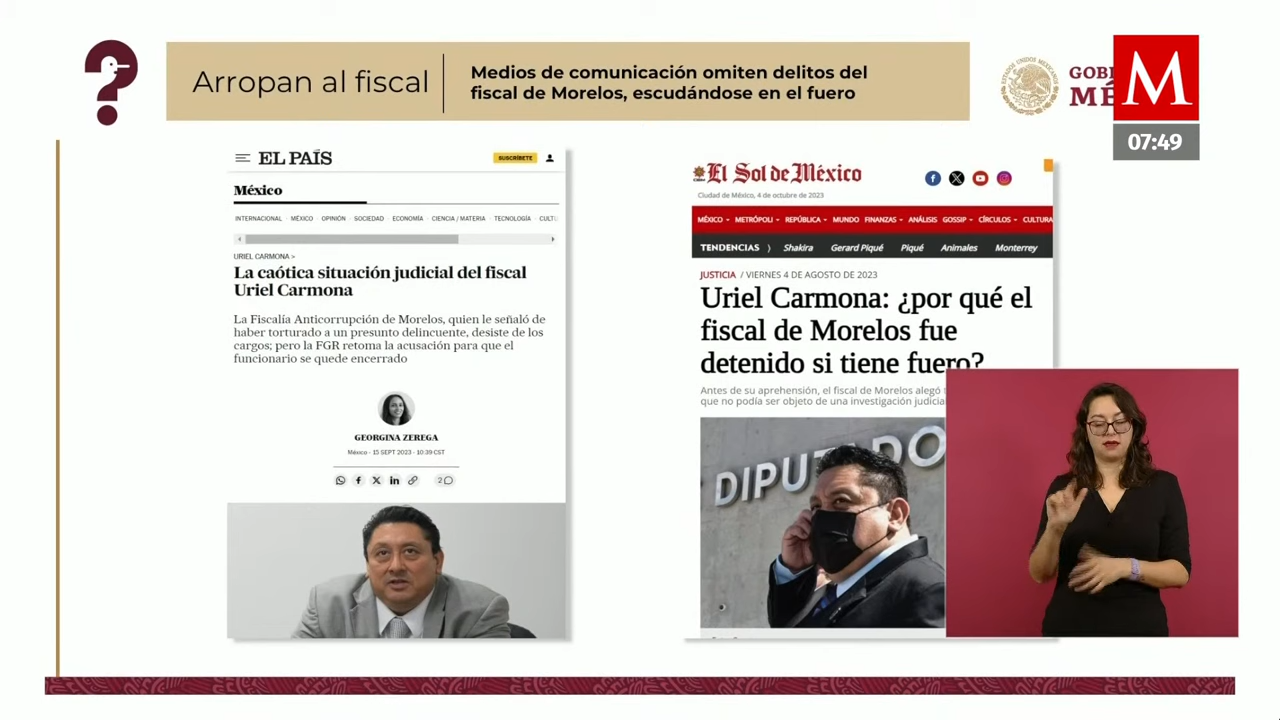 Arropan al fiscal
Medios de comunicación omiten delitos del
fiscal de Morelos, escudándose en el fuero
GOBI
MÉ
M
07:49
EL PAÍS
SUSCRÍBETE
México
INTERNACIONAL · MÉXICO · OPINIÓN · SOCIEDAD · ECONOMÍA · CIENCIA / MATERIA · TECNOLOGÍA · CULTU
URIEL CARMONA >
La caótica situación judicial del fiscal
Uriel Carmona
La Fiscalía Anticorrupción de Morelos, quien le señaló de
haber torturado a un presunto delincuente, desiste de los
cargos; pero la FGR retoma la acusación para que el
funcionario se quede encerrado
GEORGINA ZEREGA
México - 15 SEPT 2023 - 10:39 CST
2
El Sol de México
Ciudad de México, 4 de octubre de 2023
MÉXICO METRÓPOLI REPÚBLICA MUNDO FINANZAS ANÁLISIS GOSSIP CÍRCULOS CULTURA
TENDENCIAS ) Shakira Gerard Piqué Piqué Animales Monterrey
JUSTICIA / VIERNES 4 DE AGOSTO DE 2023
Uriel Carmona: ¿por qué el
fiscal de Morelos fue
detenido si tiene fuero?
Antes de su aprehensión, el fiscal de Morelos alegó
que no podía ser objeto de una investigación judicial
DIPUTADO